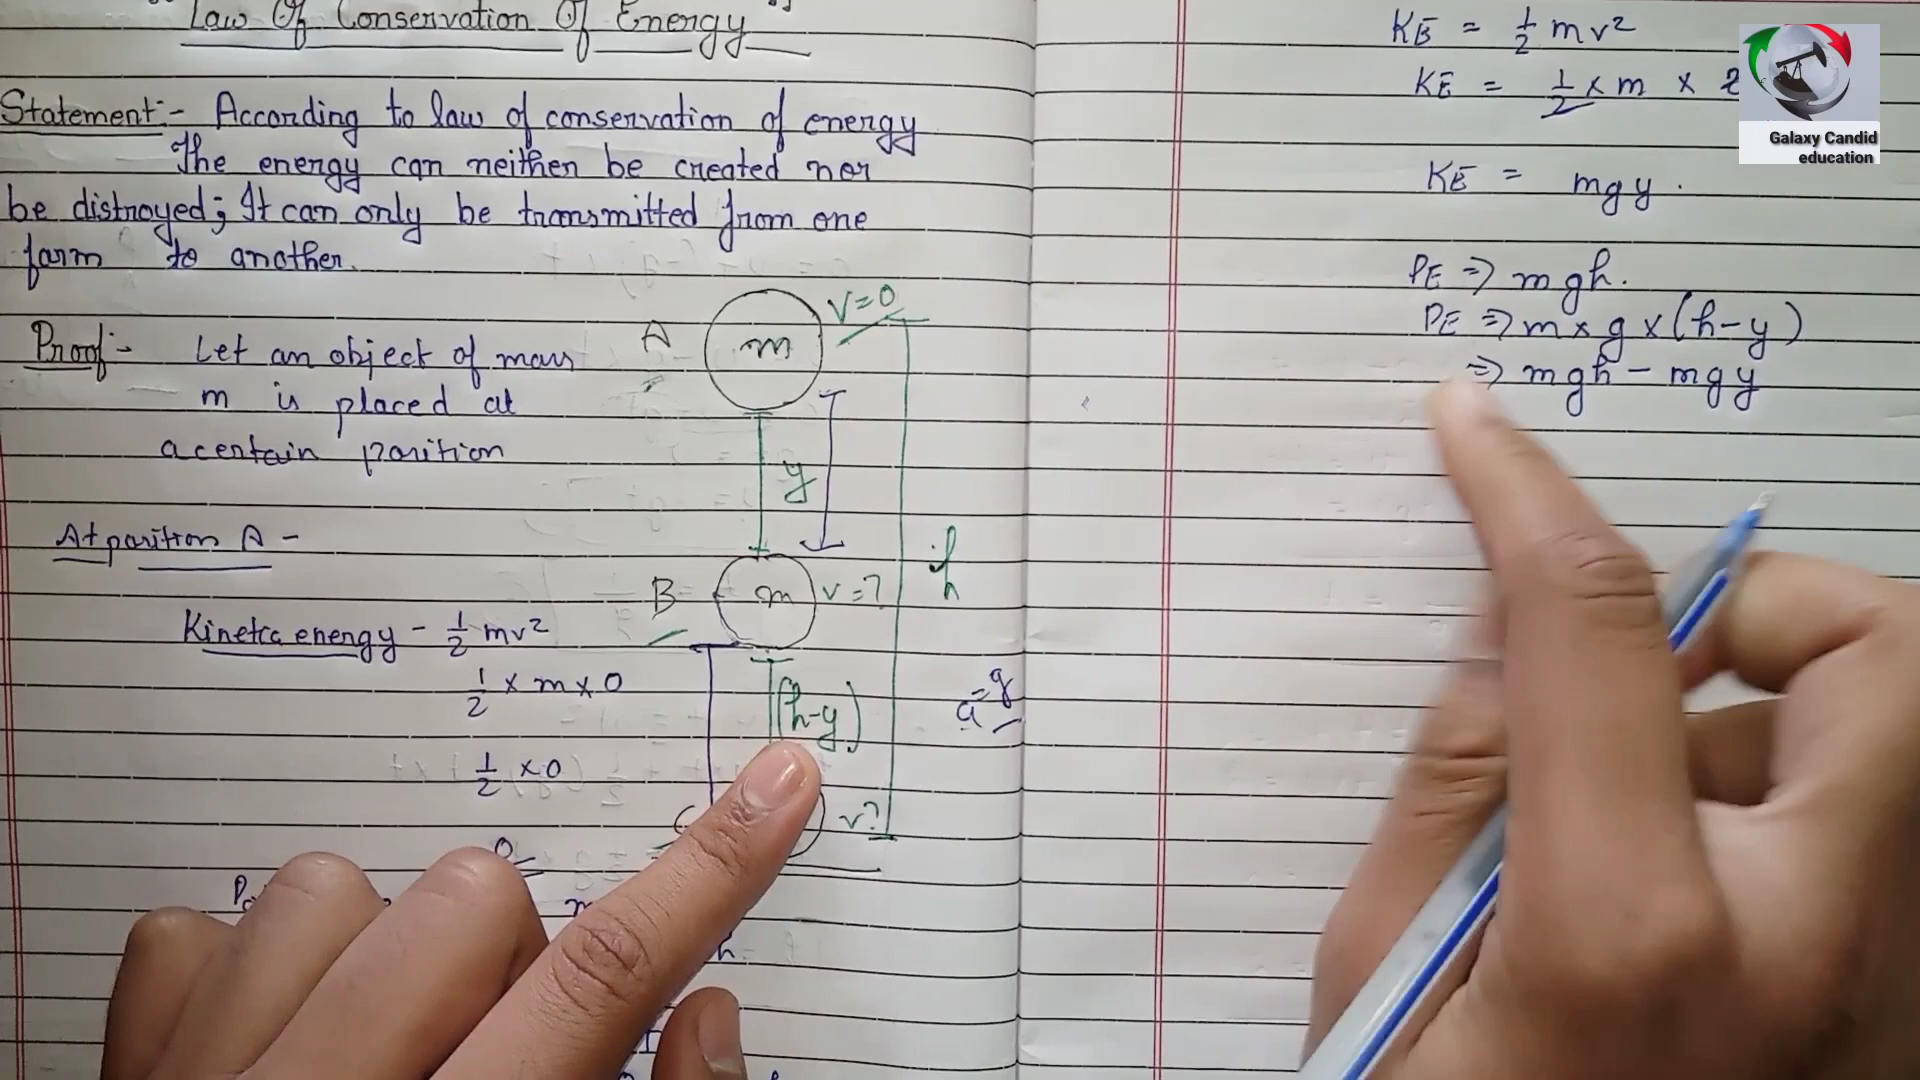 Law Of Conservation Of Energy "
Statement:- According to law of conservation of energy
The energy can neither be created nor
be distroyed; It can only be transmitted from one
farm to another.
Proof:- Let an object of mass
m is placed at
a certain position
At position A -
Kinetic energy - 1/2 mv²
1/2 × m × 0
1/2 × 0
0
A
m
V=0
y
B
m
v=?
h
(h-y)
a=g
v?
KE = 1/2 mv²
KE = 1/2 × m × 2
KE = mgy.
PE ⇒ mgh.
PE ⇒ m×g×(h-y)
⇒ mgh - mgy
Galaxy Candid
education